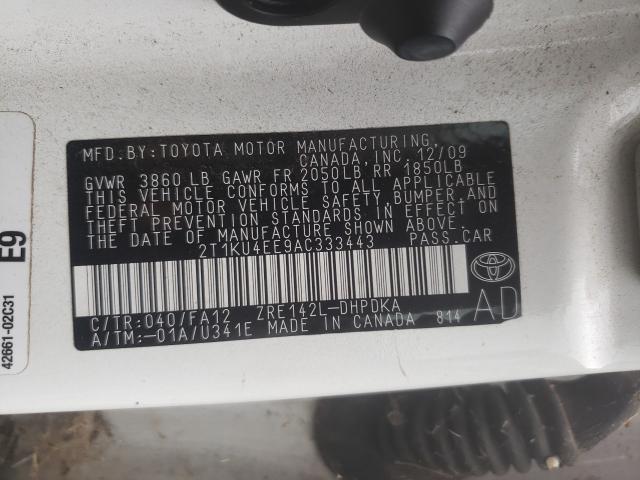 MFD. BY: TOYOTA MOTOR MANUFACTURING,
CANADA, INC. 12/09
GVWR 3860 LB GAWR FR 2050LB RR 1850LB
THIS VEHICLE CONFORMS TO ALL APPLICABLE
FEDERAL MOTOR VEHICLE SAFETY, BUMPER, AND
THEFT PREVENTION STANDARDS IN EFFECT ON
THE DATE OF MANUFACTURE SHOWN ABOVE.
2T1KU4EE9AC333443 PASS. CAR
C/TR: 040/FA12 ZRE142L-DHPDKA
A/TM: -01A/U341E MADE IN CANADA 814
AD
E9
42661-02C31